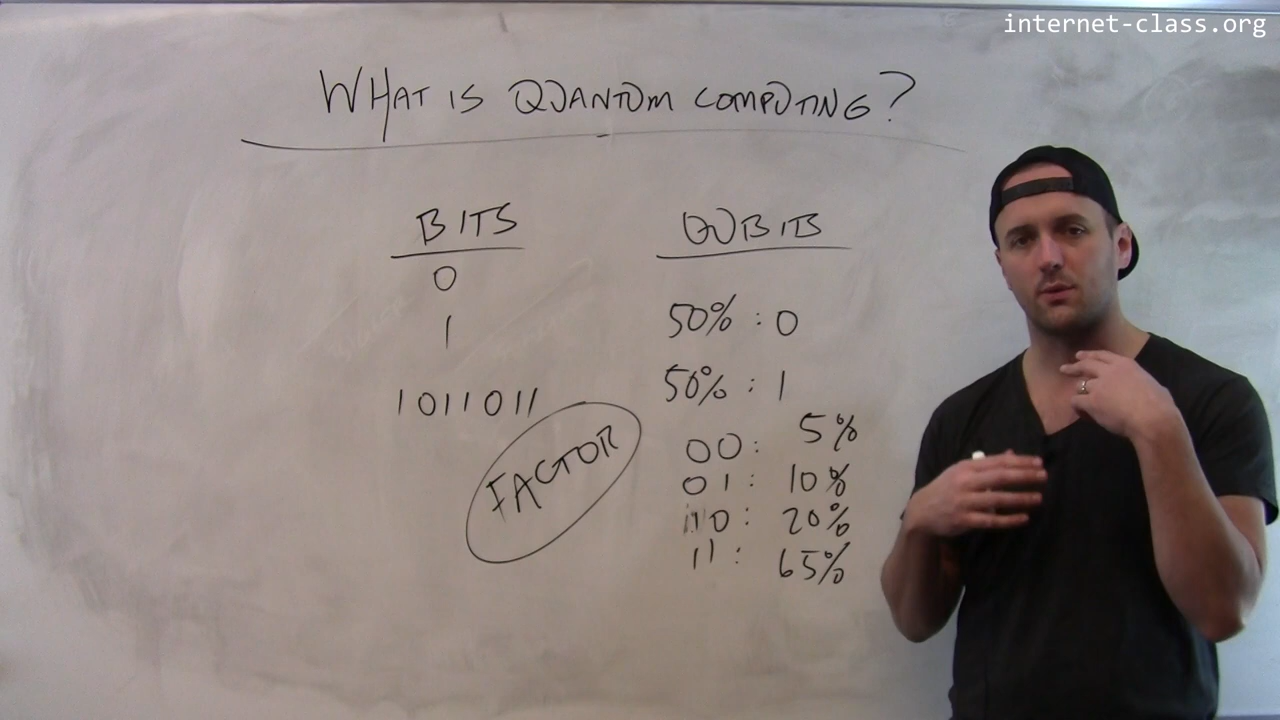 internet-class.org
WHAT IS QUANTUM COMPUTING?
BITS
0
1
1011011
FACTOR
QUBITS
50% : 0
50% : 1
00: 5%
01: 10%
10: 20%
11: 65%